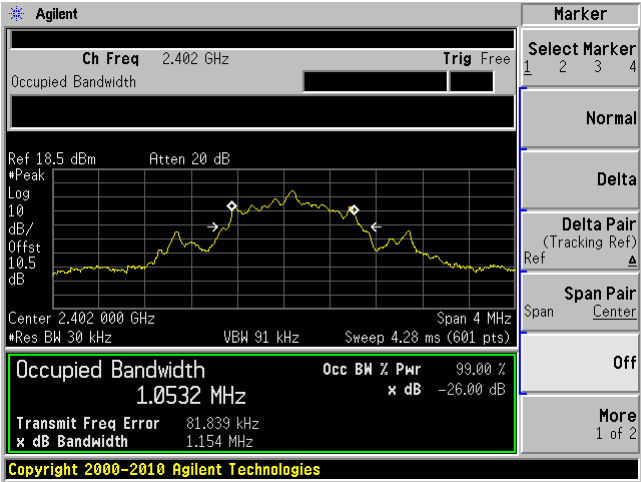 Agilent
Marker
Ch Freq 2.402 GHz Trig Free
Occupied Bandwidth
Select Marker
1 2 3 4
Normal
Delta
Delta Pair
(Tracking Ref)
Ref Δ
Span Pair
Span Center
Off
More
1 of 2
Ref 18.5 dBm Atten 20 dB
#Peak
Log
10
dB/
Offst
10.5
dB
Center 2.402 000 GHz Span 4 MHz
#Res BW 30 kHz VBW 91 kHz Sweep 4.28 ms (601 pts)
Occupied Bandwidth
1.0532 MHz
Occ BW % Pwr 99.00 %
x dB -26.00 dB
Transmit Freq Error 81.839 kHz
x dB Bandwidth 1.154 MHz
Copyright 2000-2010 Agilent Technologies